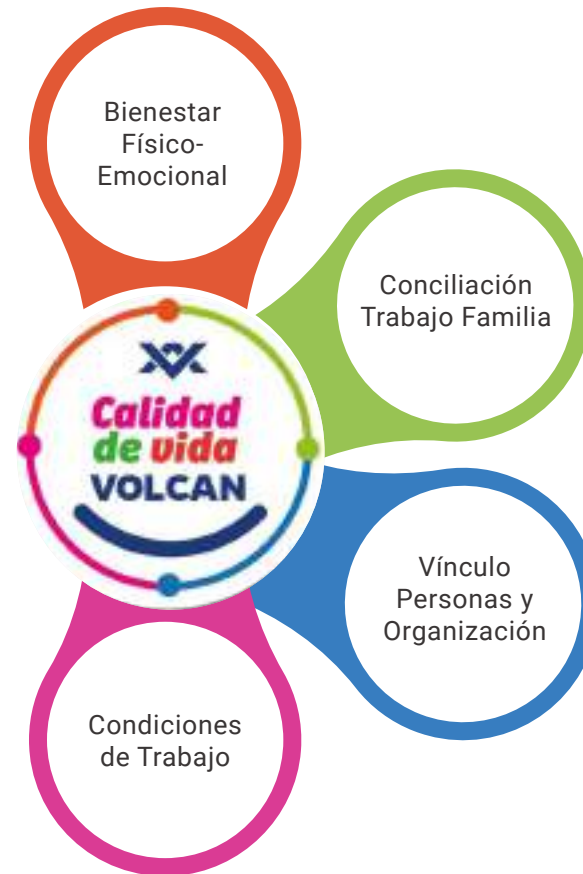 Bienestar
Físico-
Emocional
Conciliación
Trabajo Familia
Calidad
de vida
VOLCAN
Vínculo
Personas y
Organización
Condiciones
de Trabajo